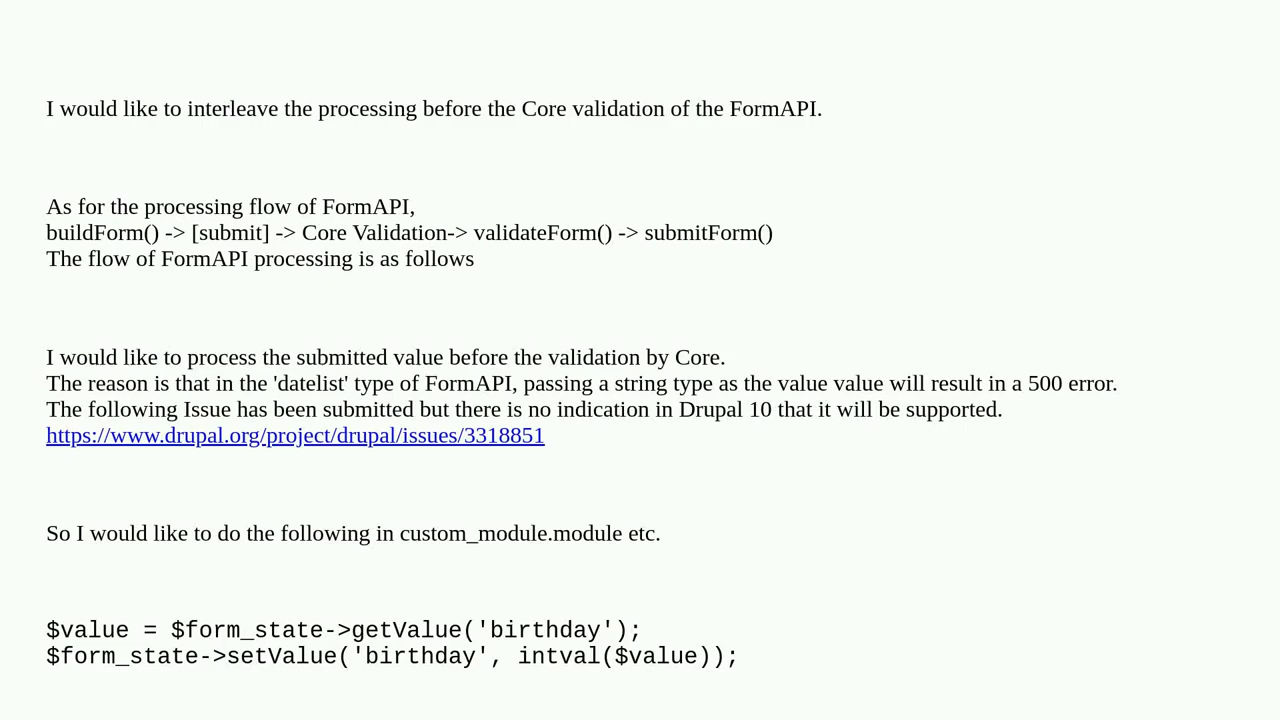 I would like to interleave the processing before the Core validation of the FormAPI.
As for the processing flow of FormAPI,
buildForm() -> [submit] -> Core Validation-> validateForm() -> submitForm()
The flow of FormAPI processing is as follows
I would like to process the submitted value before the validation by Core.
The reason is that in the 'datelist' type of FormAPI, passing a string type as the value value will result in a 500 error.
The following Issue has been submitted but there is no indication in Drupal 10 that it will be supported.
https://www.drupal.org/project/drupal/issues/3318851
So I would like to do the following in custom_module.module etc.
$value = $form_state->getValue('birthday');
$form_state->setValue('birthday', intval($value));